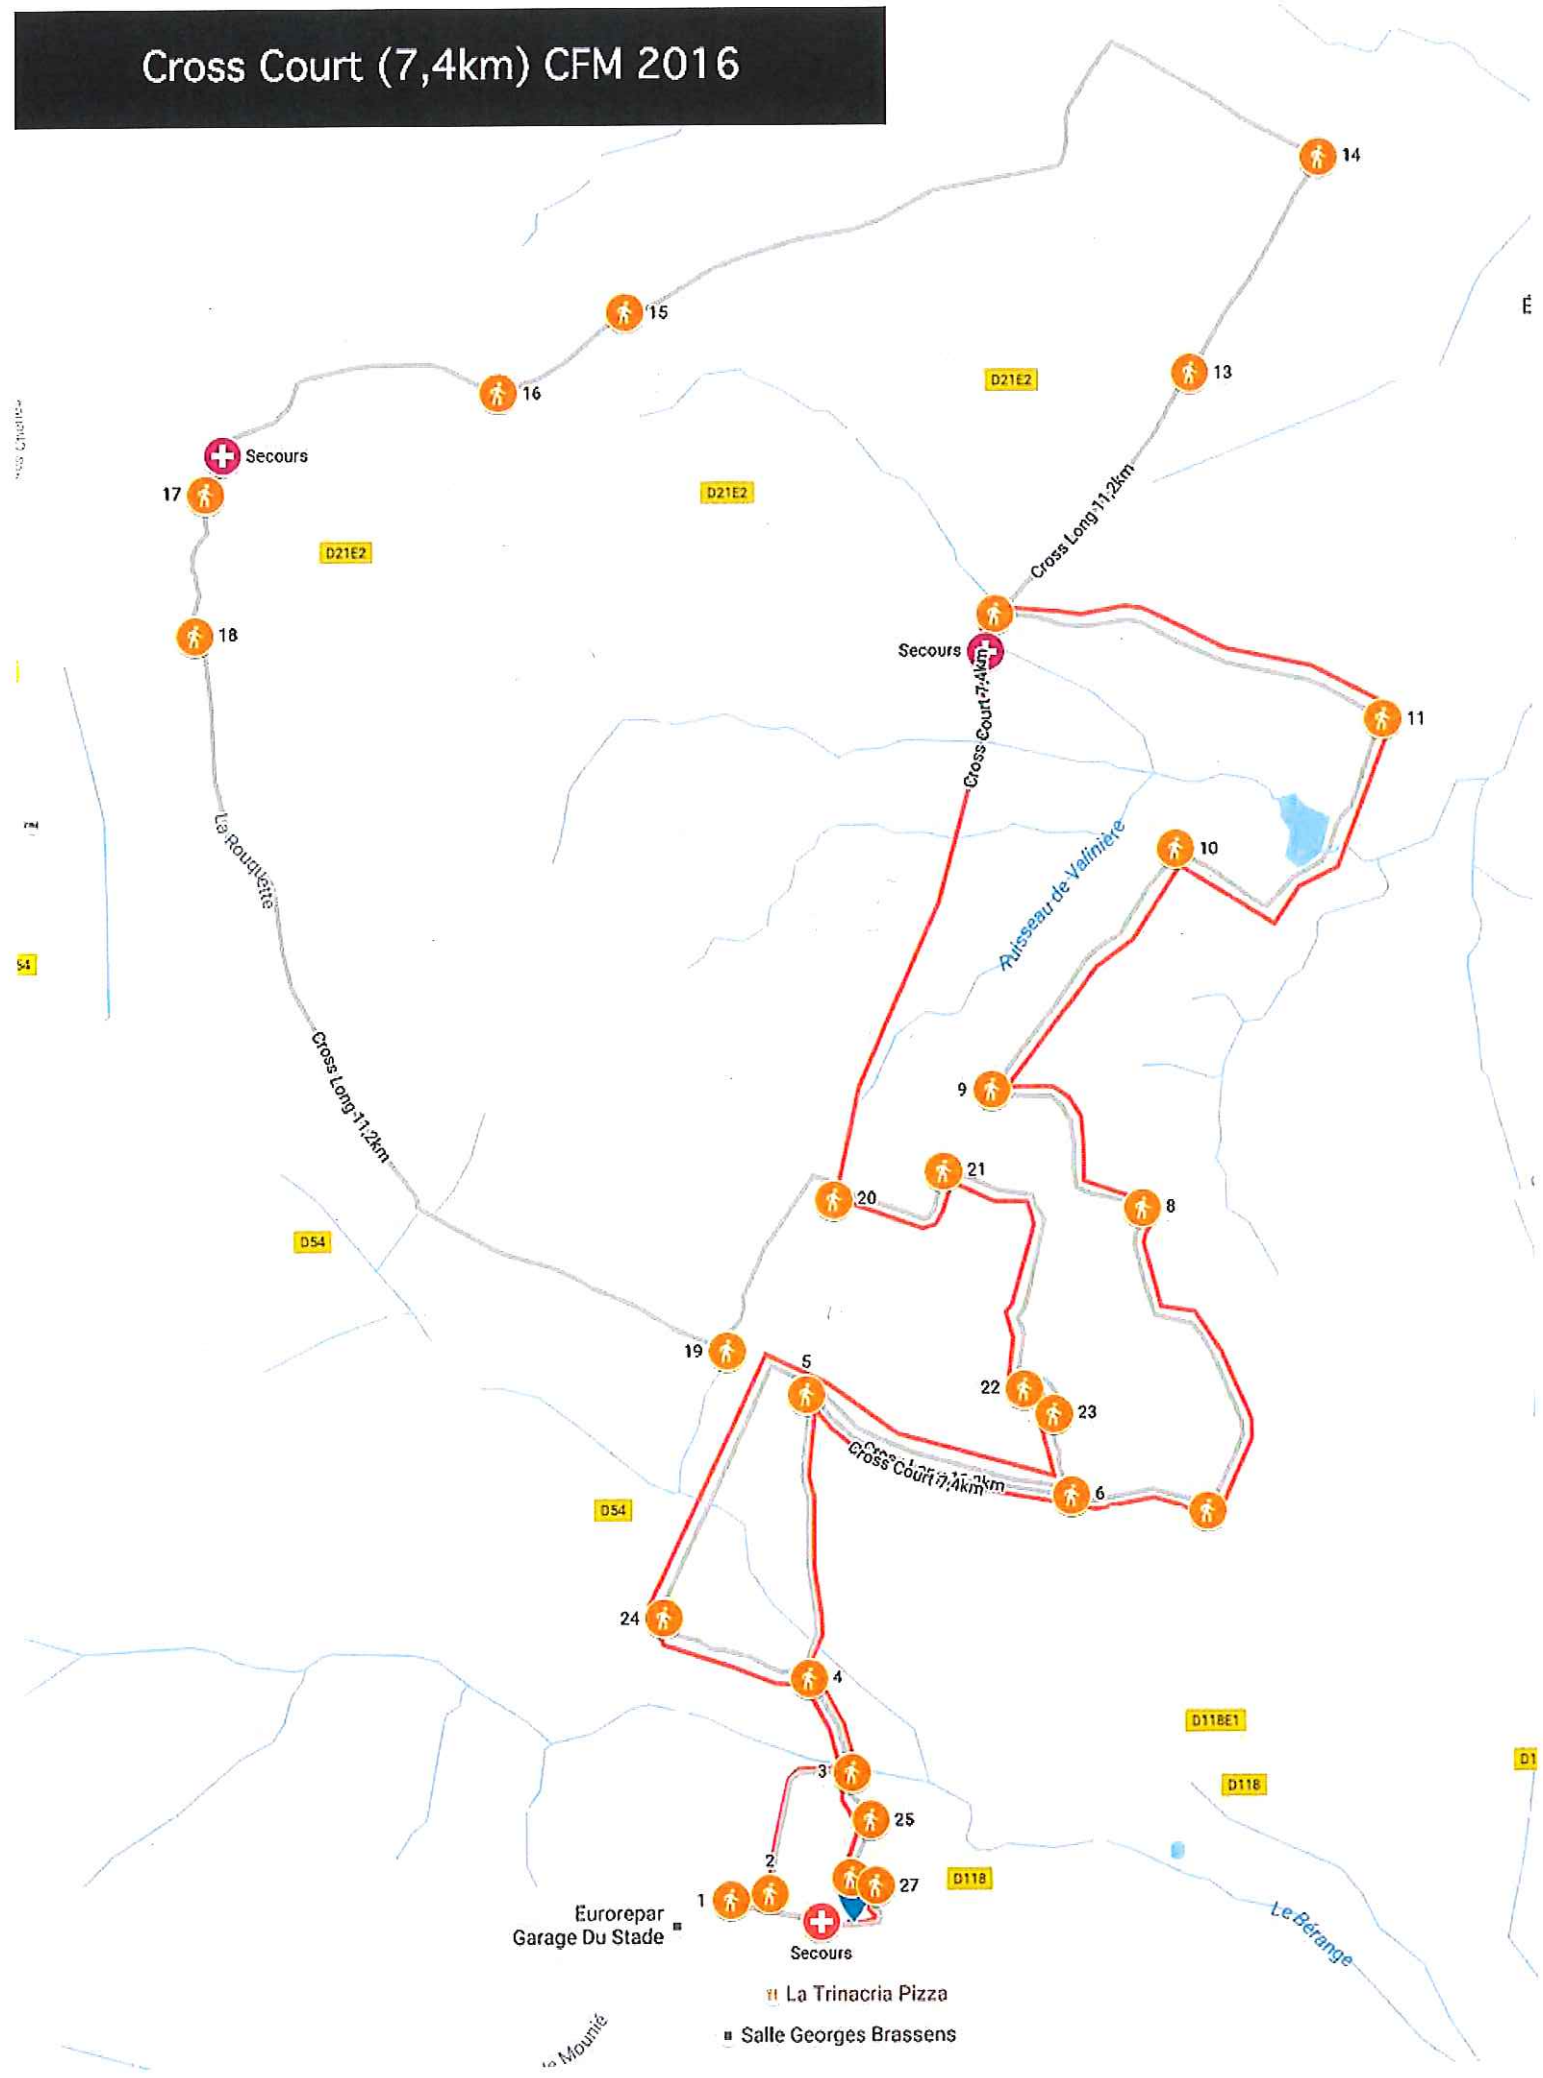 Cross Court (7,4km) CFM 2016
14
É
15
13
D21E2
16
Secours
17
D21E2
Cross Long 11,2km
D21E2
18
Secours
Cross Court 7,4km
11
La Rouquette
10
Ruisseau de Valinière
54
9
Cross Long 11,2km
21
20
8
D54
19
5
22
23
Cross Court 7,4km
6
D54
24
4
D118E1
D1
3
D118
25
2
27
D118
1
Eurorepar
Garage Du Stade
Secours
Le Bérange
La Trinacria Pizza
Salle Georges Brassens
Mounié